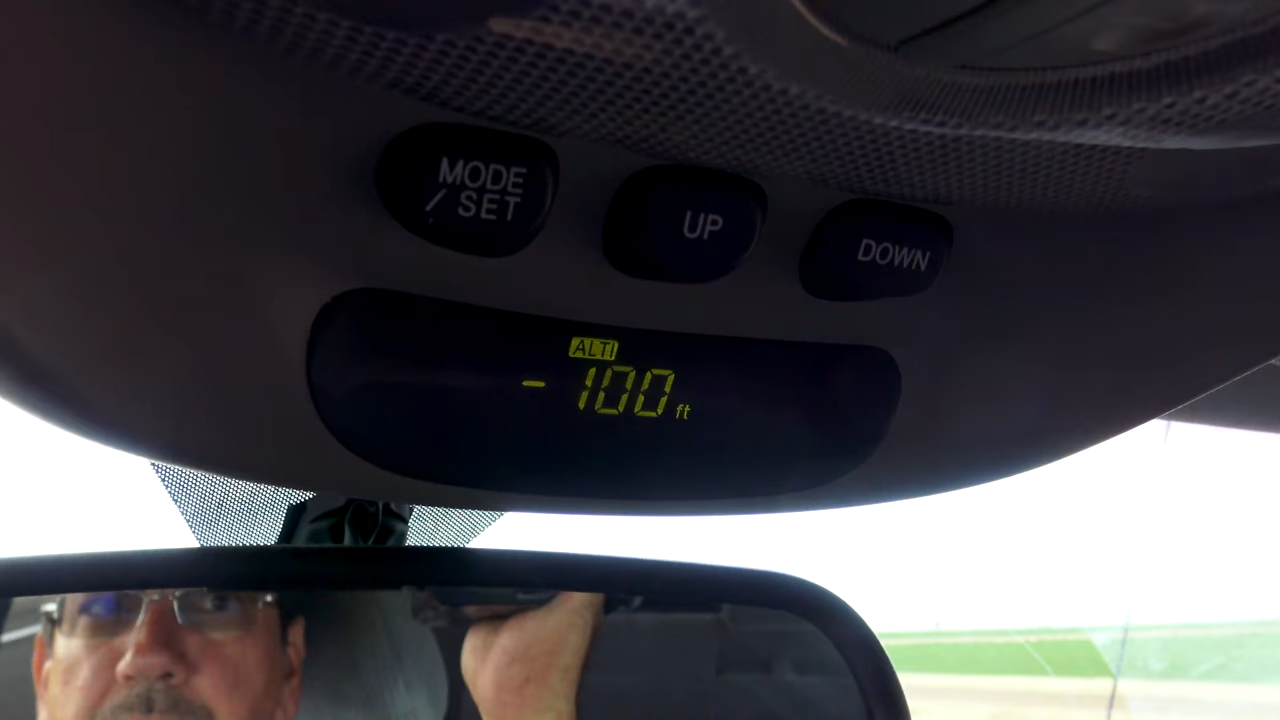 MODE
/ SET
UP
DOWN
ALTI
- 100 ft